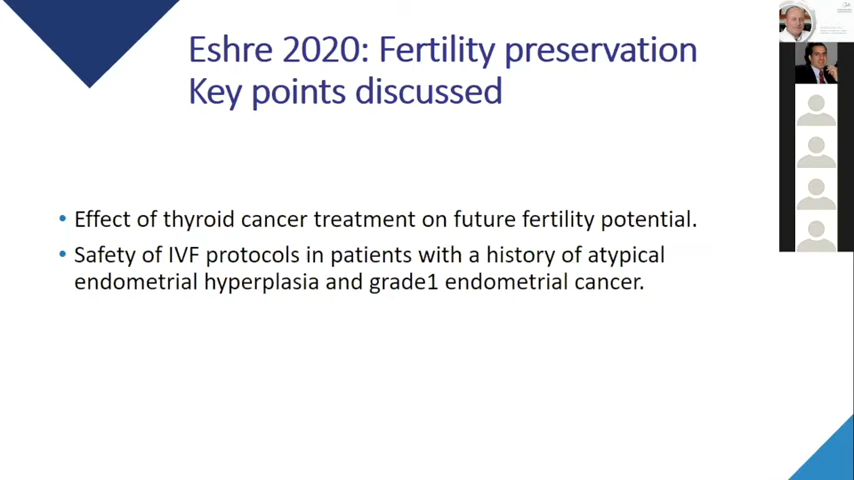 Eshre 2020: Fertility preservation
Key points discussed
• Effect of thyroid cancer treatment on future fertility potential.
• Safety of IVF protocols in patients with a history of atypical
endometrial hyperplasia and grade1 endometrial cancer.